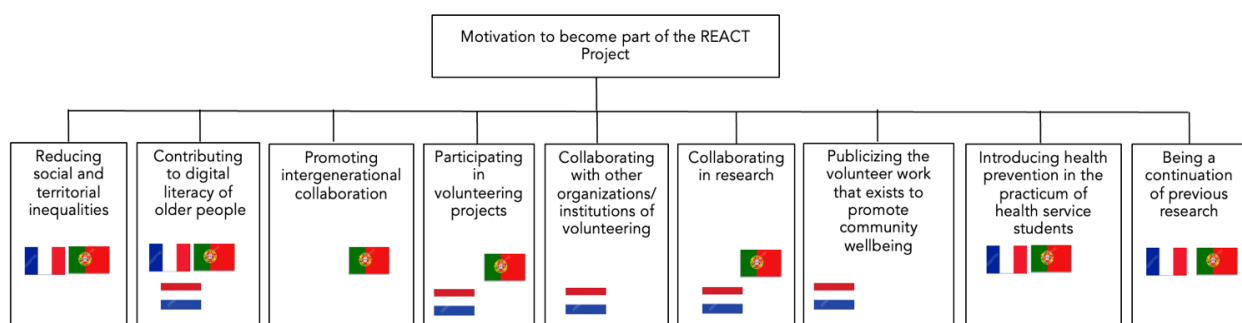 Motivation to become part of the REACT
Project
Reducing
social and
territorial
inequalities
Contributing
to digital
literacy of
older people
Promoting
intergenerational
collaboration
Participating
in
volunteering
projects
Collaborating
with other
organizations/
institutions of
volunteering
Collaborating
in research
Publicizing the
volunteer work
that exists to
promote
community
wellbeing
Introducing health
prevention in the
practicum of
health service
students
Being a
continuation
of previous
research